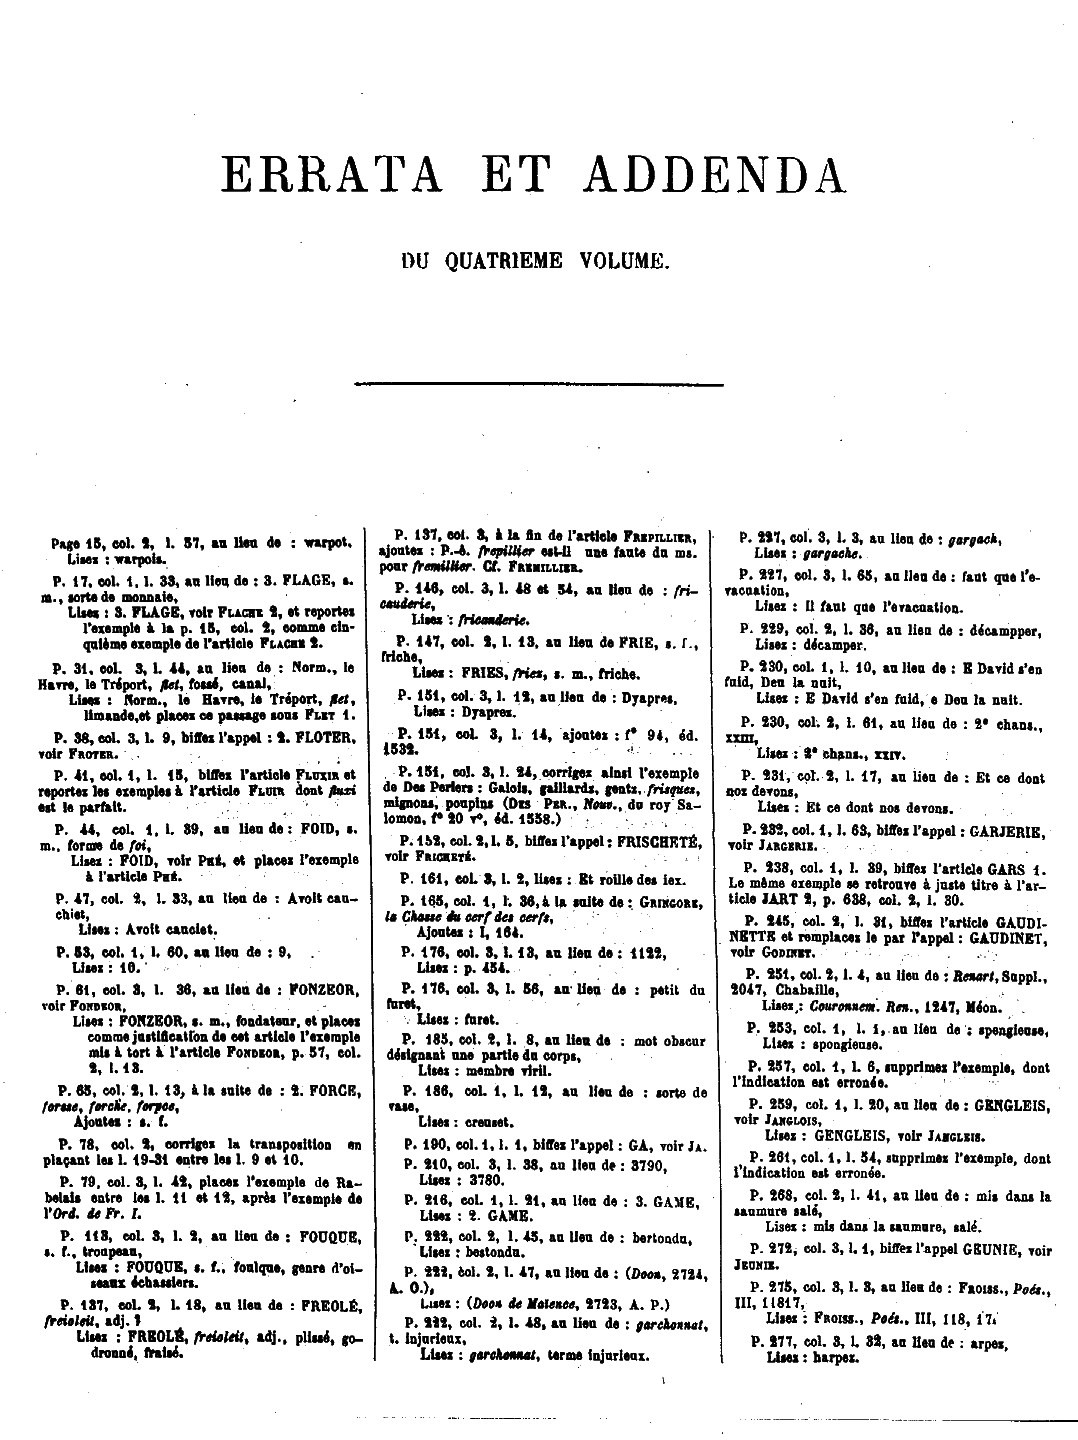 ERRATA ET ADDENDA
DU QUATRIEME VOLUME.
Page 15, col. 2, l. 57, au lieu de : warpot.
Lisez : warpois.
P. 17, col. 1, l. 33, au lieu de : 3. FLAGE, s.
m., sorte de monnaie,
Lisez : 3. FLAGE, voir FLACHE 2, et reportez
l'exemple à la p. 15, col. 2, comme cin-
quième exemple de l'article FLACHE 2.
P. 31, col. 3, l. 44, au lieu de : Norm., le
Havre, le Tréport, flet, fossé, canal,
Lisez : Norm., le Havre, le Tréport, flet,
limande, et placez ce passage sous FLET 1.
P. 38, col. 3, l. 9, biffez l'appel : 2. FLOTER,
voir FROTER.
P. 41, col. 1, l. 15, biffez l'article FLUXIR et
reportez les exemples à l'article FLUIR dont fluxi
est le parfait.
P. 44, col. 1, l. 39, au lieu de : FOID, s.
m., forme de foi,
Lisez : FOID, voir PHÉ, et placez l'exemple
à l'article PHÉ.
P. 47, col. 2, l. 33, au lieu de : Avoit cau-
chiet,
Lisez : Avoit canciet.
P. 53, col. 1, l. 60, au lieu de : 9,
Lisez : 10.
P. 61, col. 3, l. 36, au lieu de : FONZEOR,
voir FONDEOR,
Lisez : FONZEOR, s. m., fondateur, et placez
comme justification de cet article l'exemple
mis à tort à l'article FONDEOR, p. 57, col.
2, l. 13.
P. 65, col. 2, l. 13, à la suite de : 2. FORCE,
forsse, forche, forpce,
Ajoutez : s. f.
P. 78, col. 2, corrigez la transposition en
plaçant les l. 19-31 entre les l. 9 et 10.
P. 79, col. 3, l. 42, placez l'exemple de Ra-
belais entre les l. 11 et 12, après l'exemple de
l'Ord. de Fr. I.
P. 113, col. 3, l. 2, au lieu de : FOUQUE,
s. f., troupeau,
Lisez : FOUQUE, s. f., foulque, genre d'oi-
seaux échassiers.
P. 137, col. 2, l. 18, au lieu de : FREOLÉ,
freioleit, adj. ?
Lisez : FREOLÉ, freioleit, adj., plissé, go-
dronné, fraisé.
P. 137, col. 3, à la fin de l'article FREPILLIER,
ajoutez : P.-ê. frepillier est-il une faute du ms.
pour fremillier. Cf. FREMILLIER.
P. 146, col. 3, l. 48 et 54, au lieu de : fri-
cauderie,
Lisez : fricanderie.
P. 147, col. 2, l. 13, au lieu de FRIE, s. f.,
friche,
Lisez : FRIES, friez, s. m., friche.
P. 151, col. 3, l. 12, au lieu de : Dyapres,
Lisez : Dyaprez.
P. 151, col. 3, l. 14, ajoutez : f° 94, éd.
1532.
P. 151, col. 3, l. 24, corrigez ainsi l'exemple
de Des Periers : Galois, gaillards, gentz, frisques,
mignons, poupins (DES PER., Nouv., du roy Sa-
lomon, f° 20 v°, éd. 1558.)
P. 152, col. 2, l. 5, biffez l'appel : FRISCHETÉ,
voir FRICHETÉ.
P. 161, col. 3, l. 2, lisez : Et roille des iex.
P. 165, col. 1, l. 36, à la suite de : GRINGORE,
la Chasse du cerf des cerfs,
Ajoutez : I, 164.
P. 176, col. 3, l. 13, au lieu de : 1122,
Lisez : p. 454.
P. 176, col. 3, l. 56, au lieu de : petit du
furet,
Lisez : furet.
P. 185, col. 2, l. 8, au lieu de : mot obscur
désignant une partie du corps,
Lisez : membre viril.
P. 186, col. 1, l. 12, au lieu de : sorte de
vase,
Lisez : creuset.
P. 190, col. 1, l. 1, biffez l'appel : GA, voir JA.
P. 210, col. 3, l. 38, au lieu de : 3790,
Lisez : 3780.
P. 216, col. 1, l. 21, au lieu de : 3. GAME,
Lisez : 2. GAME.
P. 222, col. 2, l. 45, au lieu de : bertondu,
Lisez : bestondu.
P. 222, col. 2, l. 47, au lieu de : (Doon, 2724,
A. O.),
Lisez : (Doon de Maience, 2723, A. P.)
P. 222, col. 2, l. 48, au lieu de : garchonnat,
t. injurieux,
Lisez : garchonnat, terme injurieux.
P. 227, col. 3, l. 3, au lieu de : gargach,
Lisez : gargache.
P. 227, col. 3, l. 65, au lieu de : faut que l'e-
vacuation,
Lisez : Il faut que l'evacuation.
P. 229, col. 2, l. 36, au lieu de : décampper,
Lisez : décamper.
P. 230, col. 1, l. 10, au lieu de : E David s'en
fuid, Deu la nuit,
Lisez : E David s'en fuid, e Deu la nuit.
P. 230, col. 2, l. 61, au lieu de : 2e chans.,
XXIII,
Lisez : 2e chans., XXIV.
P. 231, col. 2, l. 17, au lieu de : Et ce dont
noz devons,
Lisez : Et ce dont nos devons.
P. 232, col. 1, l. 63, biffez l'appel : GARJERIE,
voir JARGERIE.
P. 238, col. 1, l. 39, biffez l'article GARS 1.
Le même exemple se retrouve à juste titre à l'ar-
ticle JART 2, p. 638, col. 2, l. 30.
P. 245, col. 2, l. 31, biffez l'article GAUDI-
NETTE et remplacez le par l'appel : GAUDINET,
voir GODINET.
P. 251, col. 2, l. 4, au lieu de : Renart, Suppl.,
2047, Chabaille,
Lisez : Couronnem. Ren., 1247, Méon.
P. 253, col. 1, l. 1, au lieu de : spengieuse,
Lisez : spongieuse.
P. 257, col. 1, l. 6, supprimez l'exemple, dont
l'indication est erronée.
P. 259, col. 1, l. 20, au lieu de : GENGLEIS,
voir JANGLOIS,
Lisez : GENGLEIS, voir JANGLEIS.
P. 261, col. 1, l. 54, supprimez l'exemple, dont
l'indication est erronée.
P. 268, col. 2, l. 41, au lieu de : mis dans la
saumure salé,
Lisez : mis dans la saumure, salé.
P. 272, col. 3, l. 1, biffez l'appel GEUNIE, voir
JEUNIE.
P. 275, col. 3, l. 3, au lieu de : FROISS., Poés.,
III, 11817,
Lisez : FROISS., Poés., III, 118, 17.
P. 277, col. 3, l. 32, au lieu de : arpez,
Lisez : harpez.